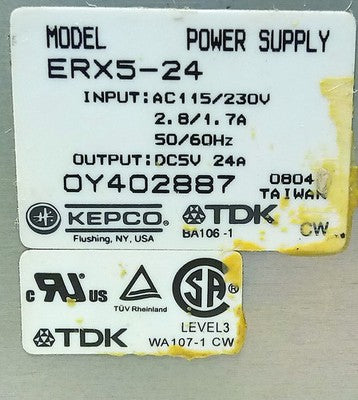 MODEL POWER SUPPLY
ERX5-24
INPUT:AC115/230V
2.8/1.7A
50/60Hz
OUTPUT:DC5V 24A
OY402887 0804
TAIWAN
KEPCO® TDK
Flushing, NY, USA BA106 -1 CW
c RU US TÜV Rheinland SA ®
LEVEL3
TDK WA107-1 CW